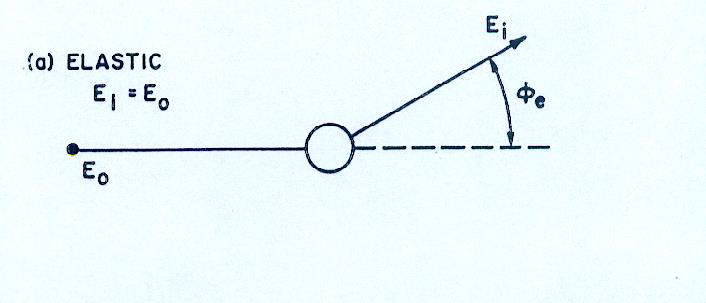 (a) ELASTIC
E₁ = E₀
E₀
Eᵢ
ϕₑ